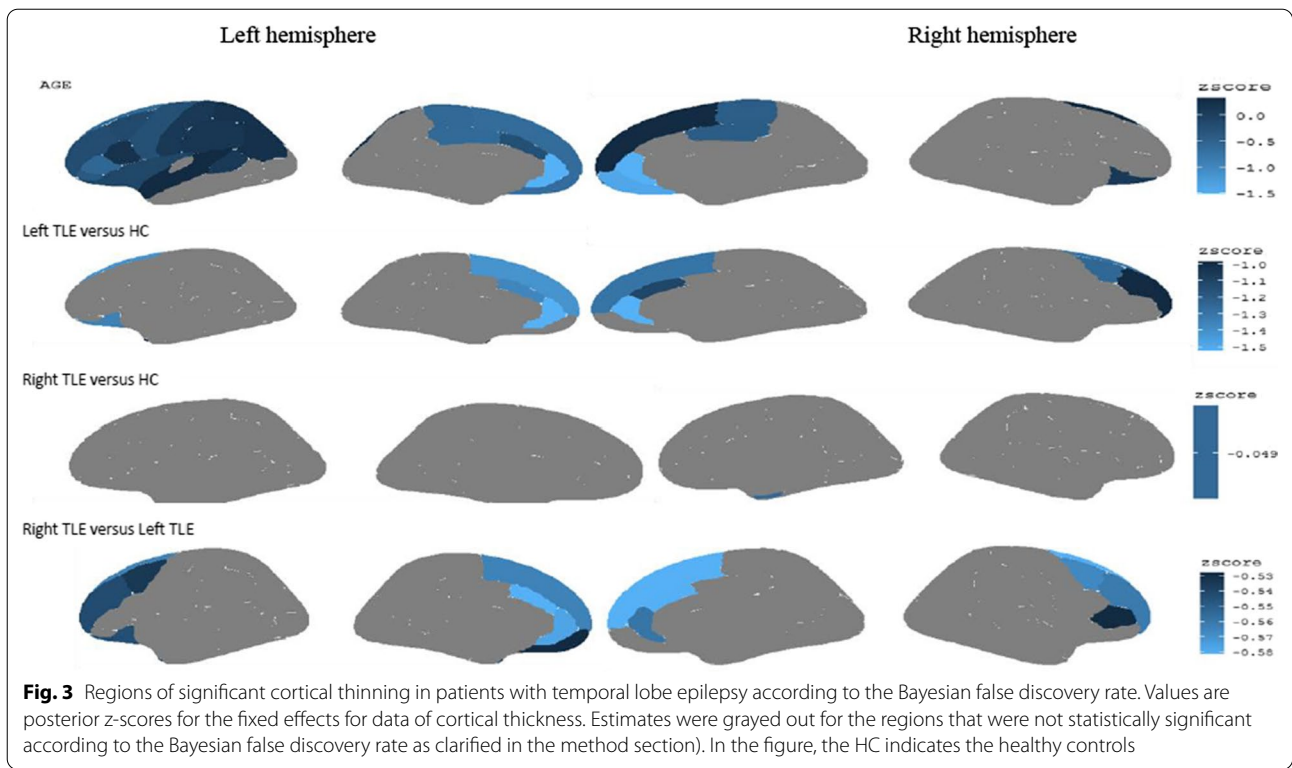 Left hemisphere
Right hemisphere
AGE
zscore
0.0
-0.5
-1.0
-1.5
Left TLE versus HC
zscore
-1.0
-1.1
-1.2
-1.3
-1.4
-1.5
Right TLE versus HC
zscore
-0.049
Right TLE versus Left TLE
zscore
-0.53
-0.54
-0.55
-0.56
-0.57
-0.58
Fig. 3 Regions of significant cortical thinning in patients with temporal lobe epilepsy according to the Bayesian false discovery rate. Values are
posterior z-scores for the fixed effects for data of cortical thickness. Estimates were grayed out for the regions that were not statistically significant
according to the Bayesian false discovery rate as clarified in the method section). In the figure, the HC indicates the healthy controls